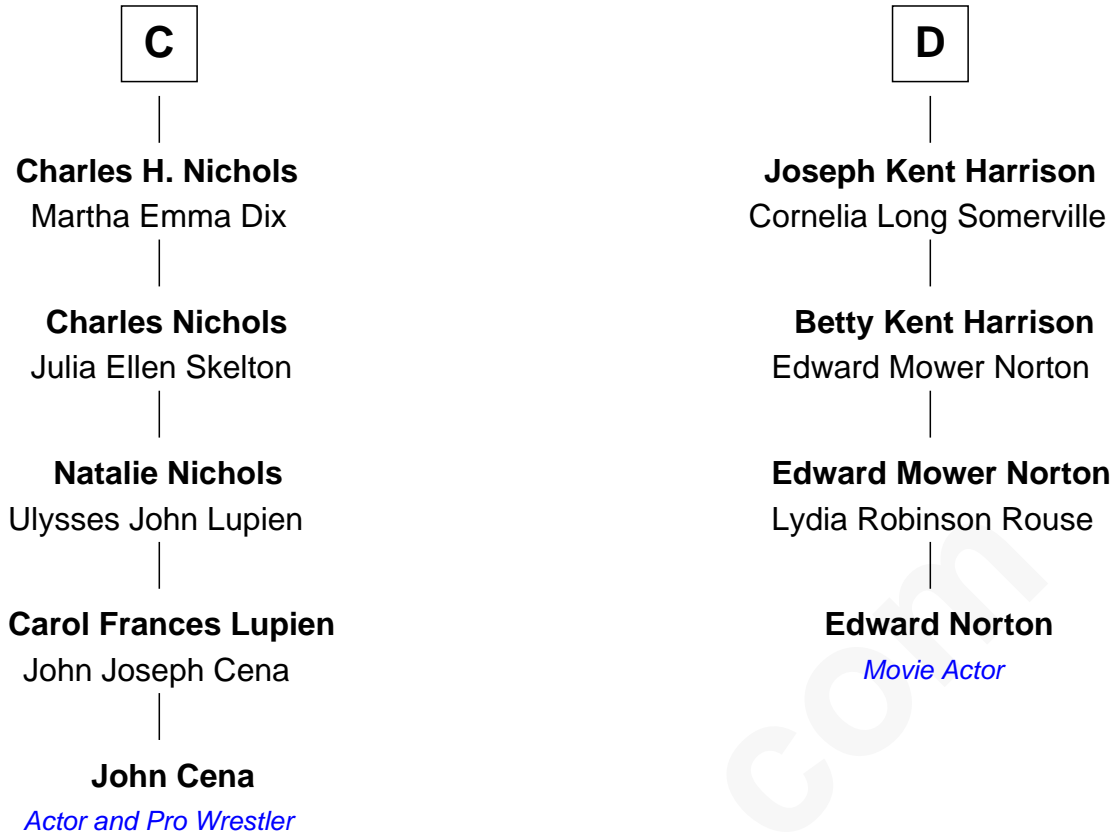 C
Charles H. Nichols
Martha Emma Dix
Charles Nichols
Julia Ellen Skelton
Natalie Nichols
Ulysses John Lupien
Carol Frances Lupien
John Joseph Cena
John Cena
Actor and Pro Wrestler
D
Joseph Kent Harrison
Cornelia Long Somerville
Betty Kent Harrison
Edward Mower Norton
Edward Mower Norton
Lydia Robinson Rouse
Edward Norton
Movie Actor
com